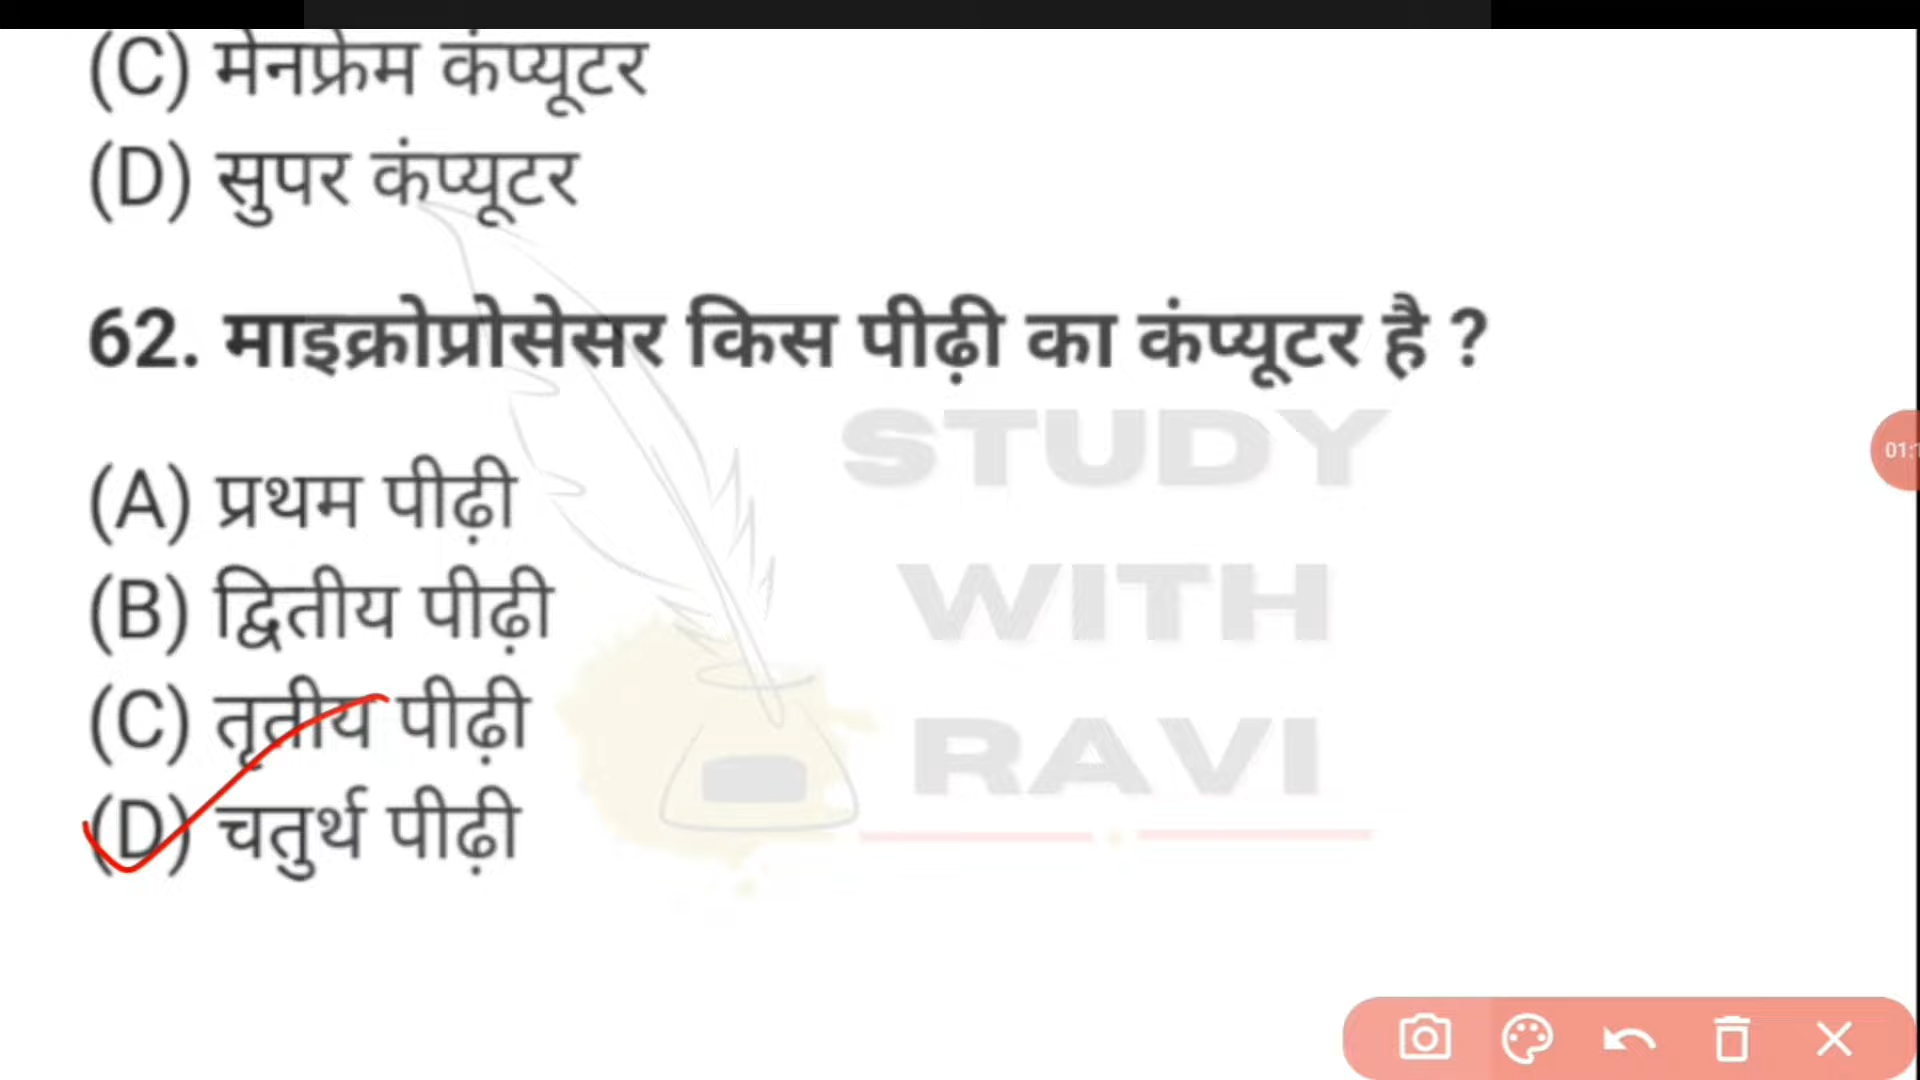 (C) मेनफ्रेम कंप्यूटर
(D) सुपर कंप्यूटर
62. माइक्रोप्रोसेसर किस पीढ़ी का कंप्यूटर है ?
(A) प्रथम पीढ़ी
(B) द्वितीय पीढ़ी
(C) तृतीय पीढ़ी
(D) चतुर्थ पीढ़ी
STUDY
WITH
RAVI